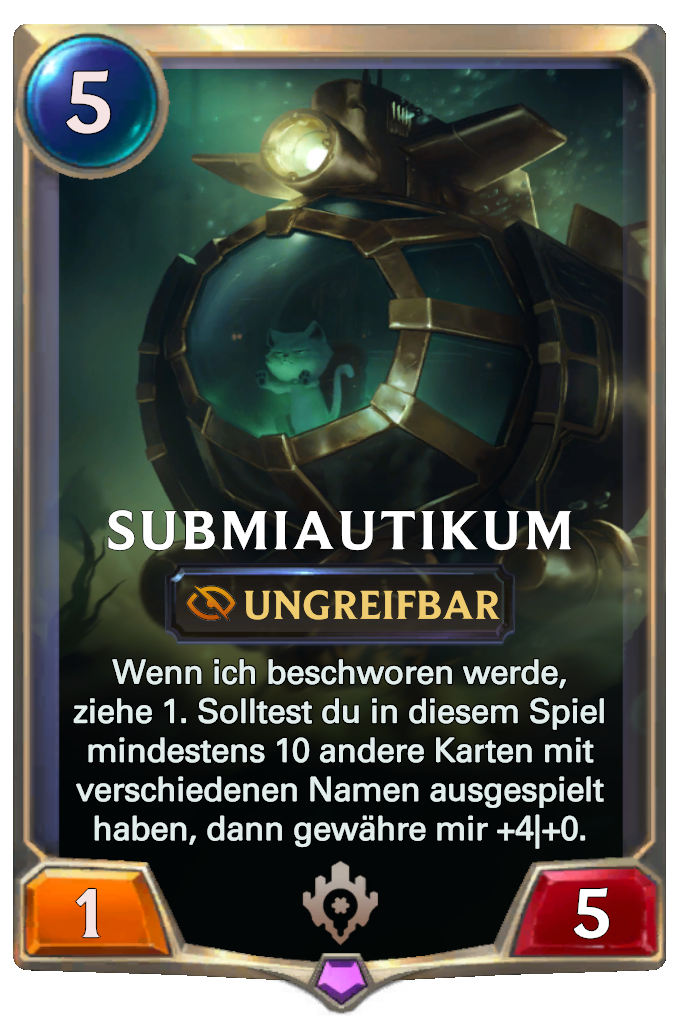 5
SUBMIAUTIKUM
UNGREIFBAR
Wenn ich beschworen werde,
ziehe 1. Solltest du in diesem Spiel
mindestens 10 andere Karten mit
verschiedenen Namen ausgespielt
haben, dann gewähre mir +4|+0.
1
5